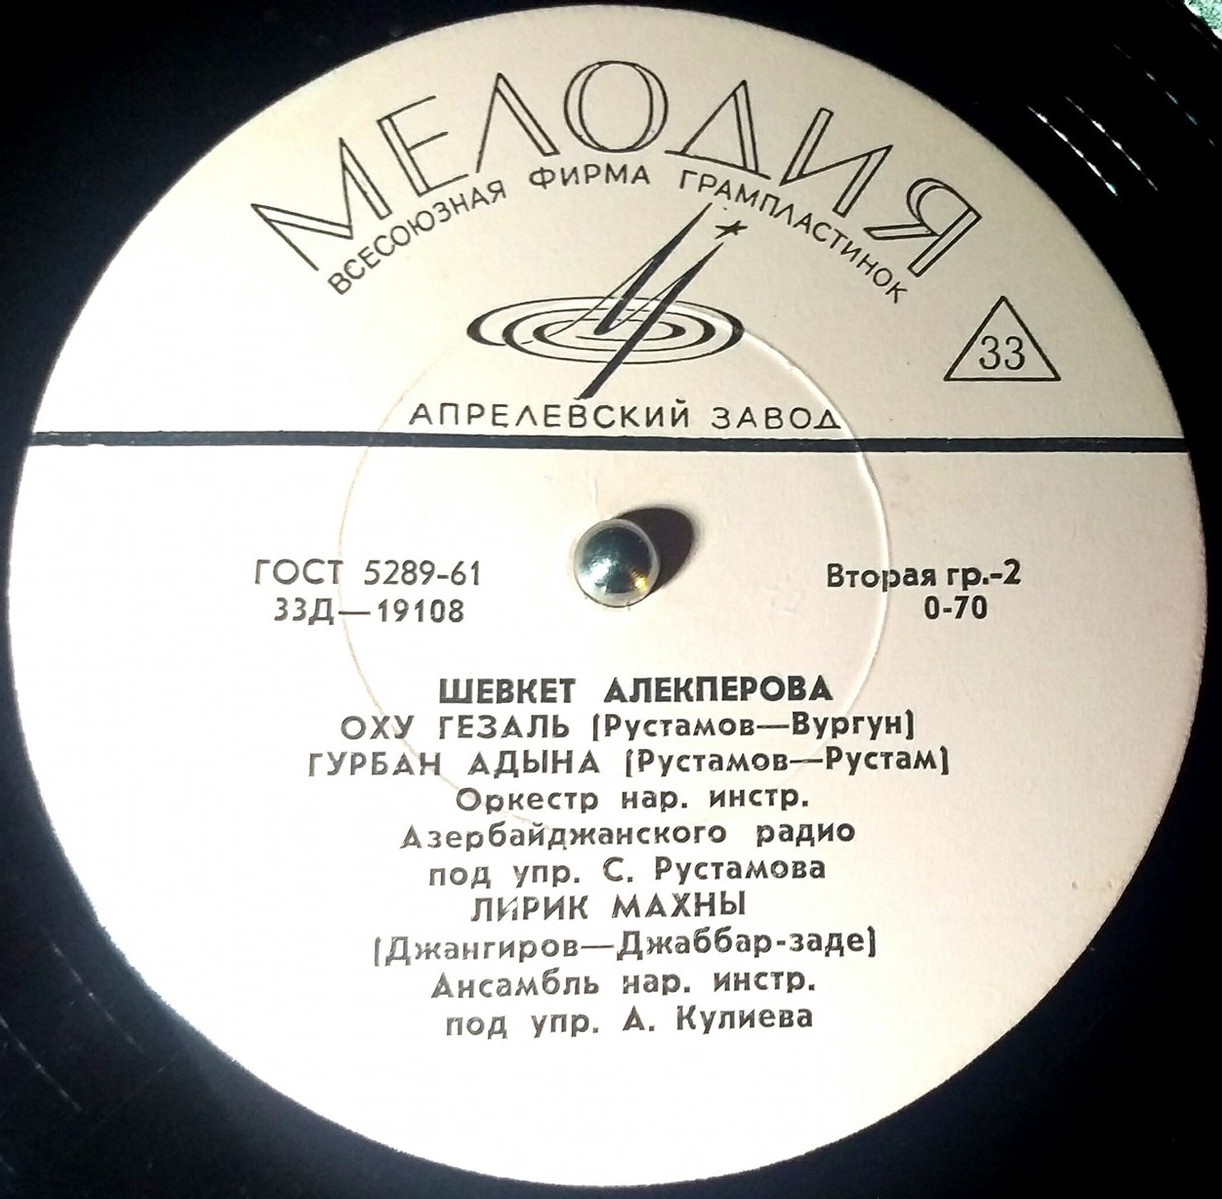 МЕЛОДИЯ
ВСЕСОЮЗНАЯ ФИРМА ГРАМПЛАСТИНОК
33
АПРЕЛЕВСКИЙ ЗАВОД
ГОСТ 5289-61
33Д—19108
Вторая гр.-2
0-70
ШЕВКЕТ АЛЕКПЕРОВА
ОХУ ГЕЗАЛЬ (Рустамов—Вургун)
ГУРБАН АДЫНА (Рустамов—Рустам)
Оркестр нар. инстр.
Азербайджанского радио
под упр. С. Рустамова
ЛИРИК МАХНЫ
(Джангиров—Джаббар-заде)
Ансамбль нар. инстр.
под упр. А. Кулиева